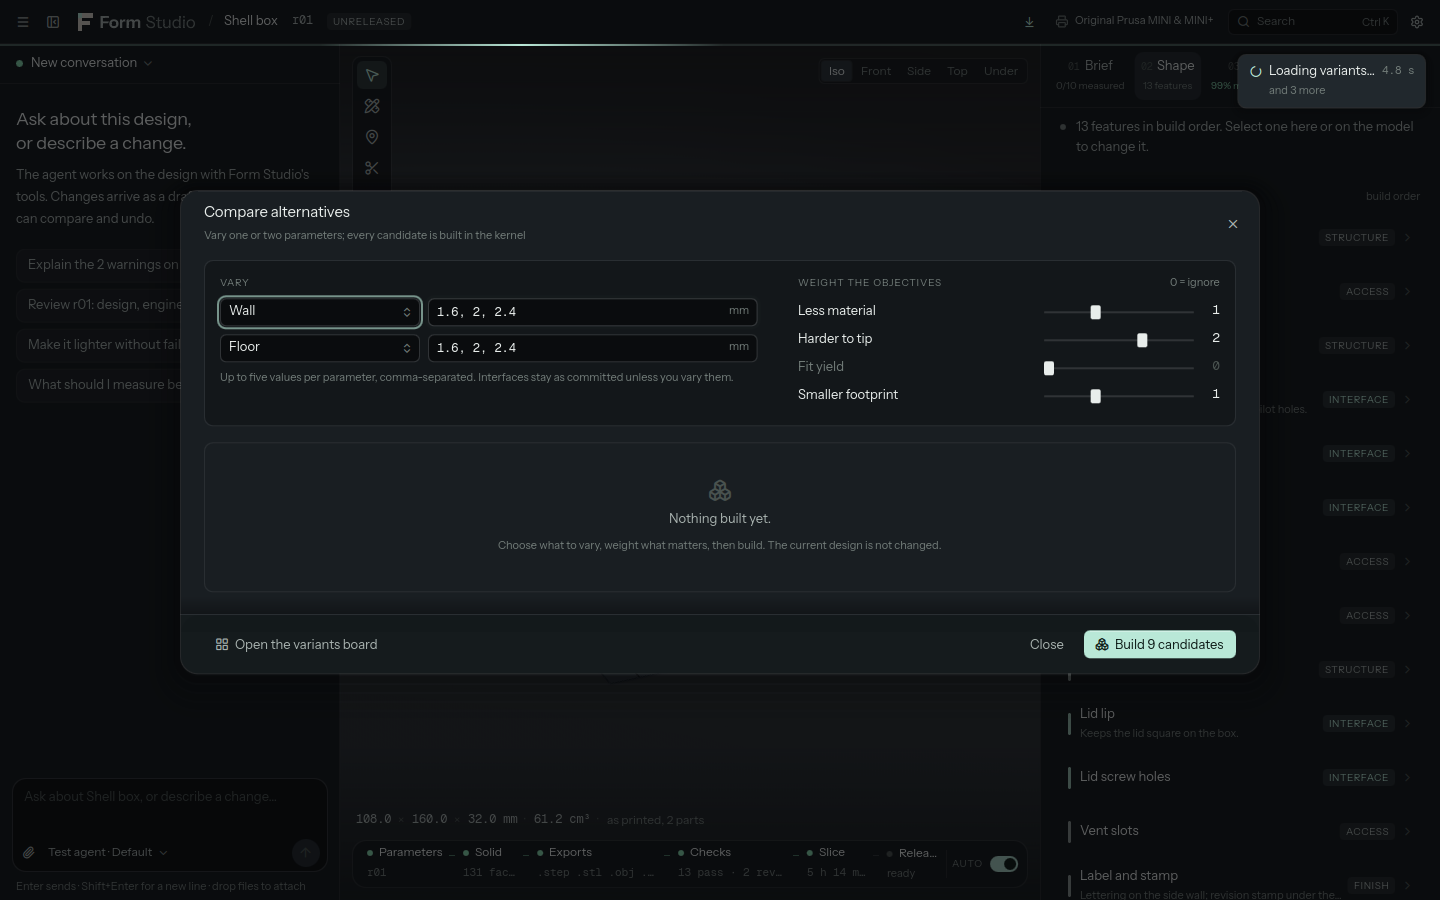 Form Studio / Shell box r01 UNRELEASED
Original Prusa MINI & MINI+
Search Ctrl K
New conversation
Ask about this design,
or describe a change.
The agent works on the design with Form Studio's
tools. Changes arrive as a
can compare and undo.
Explain the 2 warnings on
Review r01: design,
Make it lighter without
What should I measure
Iso Front Side Top Under
01 Brief
0/10 measured
02 Shape
13 features
99%
Loading variants... 4.8 s
and 3 more
13 features in build order. Select one here or on the model
to change it.
build order
STRUCTURE
ACCESS
STRUCTURE
INTERFACE
holes.
INTERFACE
INTERFACE
ACCESS
ACCESS
STRUCTURE
Compare alternatives
Vary one or two parameters; every candidate is built in the kernel
VARY
Wall 1.6, 2, 2.4 mm
Floor 1.6, 2, 2.4 mm
Up to five values per parameter, comma-separated. Interfaces stay as committed unless you vary them.
WEIGHT THE OBJECTIVES 0 = ignore
Less material 1
Harder to tip 2
Fit yield 0
Smaller footprint 1
Nothing built yet.
Choose what to vary, weight what matters, then build. The current design is not changed.
Open the variants board
Close
Build 9 candidates
Lid lip
Keeps the lid square on the box.
INTERFACE
Lid screw holes
INTERFACE
Vent slots
ACCESS
Label and stamp
Lettering on the side wall; revision stamp under the...
FINISH
108.0 × 160.0 × 32.0 mm · 61.2 cm³ · as printed, 2 parts
Parameters ...
r01
Solid ...
131 fac...
Exports ...
.step .stl .obj ...
Checks ...
13 pass · 2 rev...
Slice ...
5 h 14 m...
Relea...
ready
AUTO
Ask about Shell box, or describe a change...
Test agent · Default
Enter sends · Shift+Enter for a new line · drop files to attach